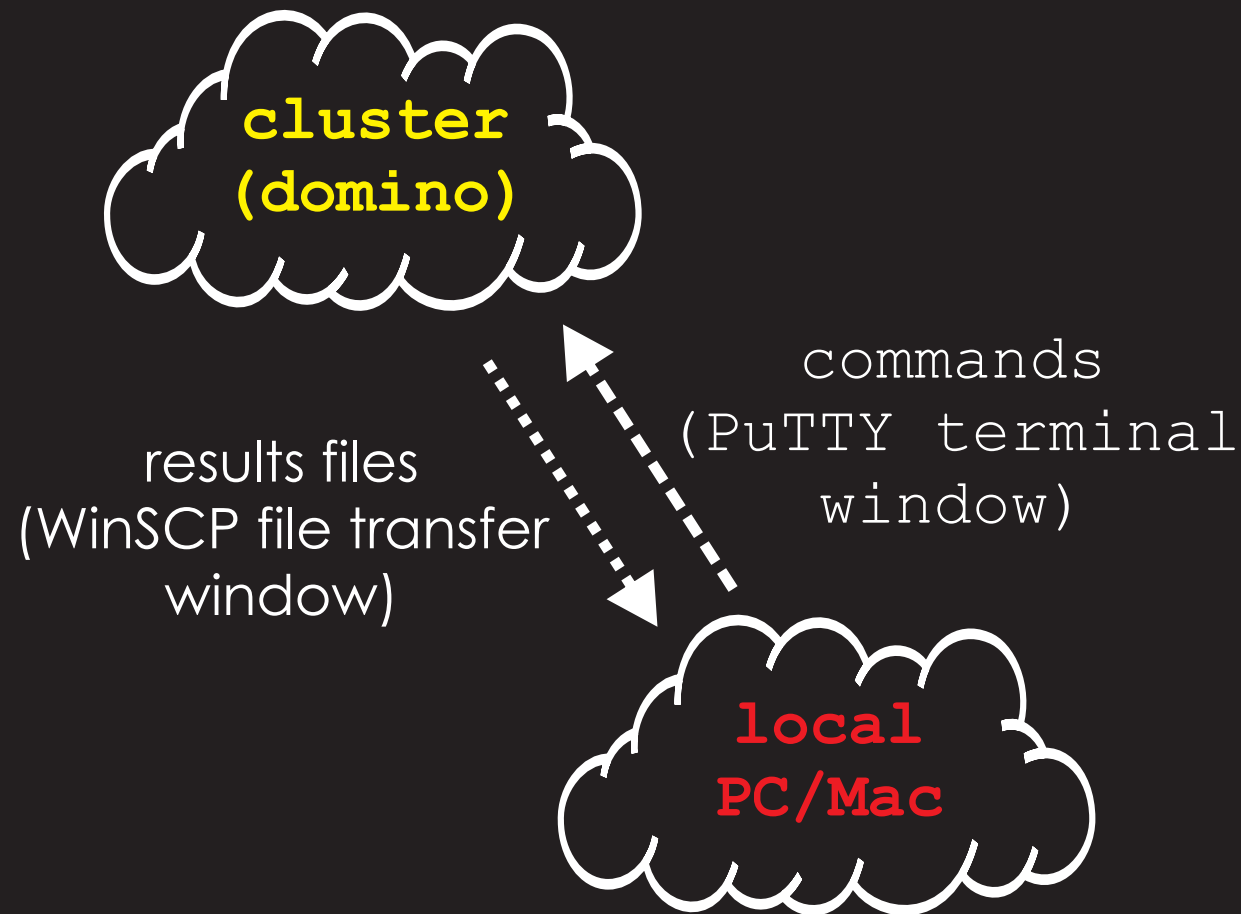 cluster
(domino)
commands
(PuTTY terminal
window)
results files
(WinSCP file transfer
window)
local
PC/Mac